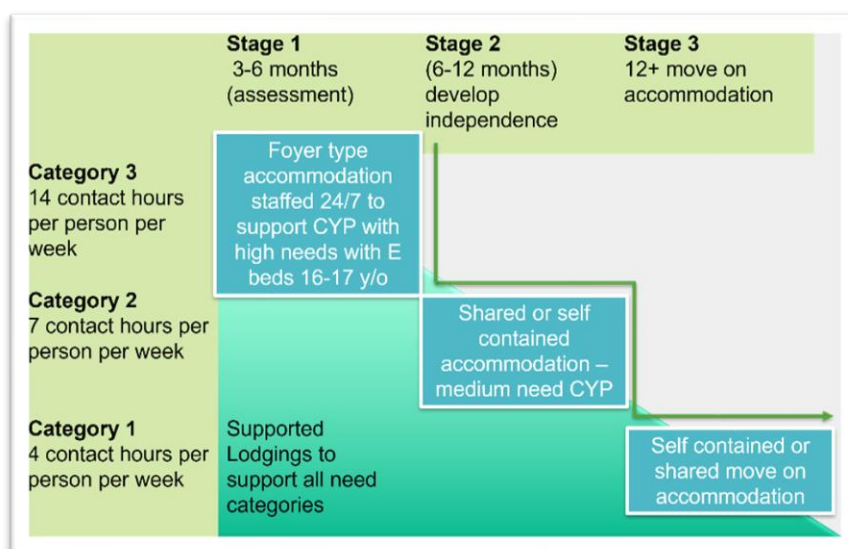 Stage 1
3-6 months
(assessment)
Stage 2
(6-12 months)
develop
independence
Stage 3
12+ move on
accommodation
Category 3
14 contact hours
per person per
week
Foyer type
accommodation
staffed 24/7 to
support CYP with
high needs with E
beds 16-17 y/o
Category 2
7 contact hours per
person per week
Shared or self
contained
accommodation –
medium need CYP
Category 1
4 contact hours per
person per week
Supported
Lodgings to
support all need
categories
Self contained or
shared move on
accommodation